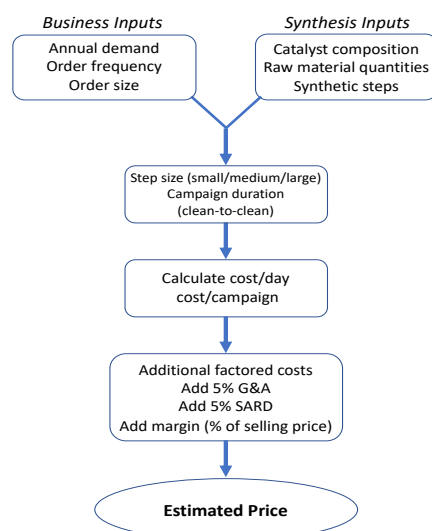 Business Inputs
Annual demand
Order frequency
Order size
Synthesis Inputs
Catalyst composition
Raw material quantities
Synthetic steps
Step size (small/medium/large)
Campaign duration
(clean-to-clean)
Calculate cost/day
cost/campaign
Additional factored costs
Add 5% G&A
Add 5% SARD
Add margin (% of selling price)
Estimated Price